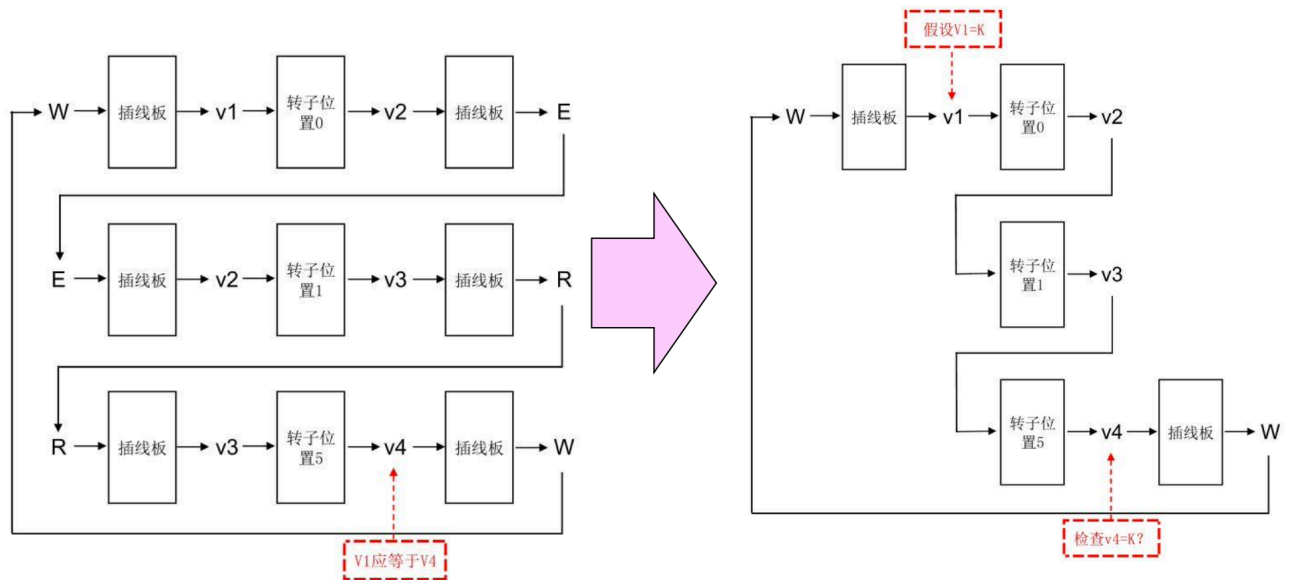 W
插线板
v1
转子位
置0
v2
插线板
E
E
插线板
v2
转子位
置1
v3
插线板
R
R
插线板
v3
转子位
置5
v4
插线板
W
V1应等于V4
假设V1=K
W
插线板
v1
转子位
置0
v2
转子位
置1
v3
转子位
置5
v4
插线板
W
检查v4=K?